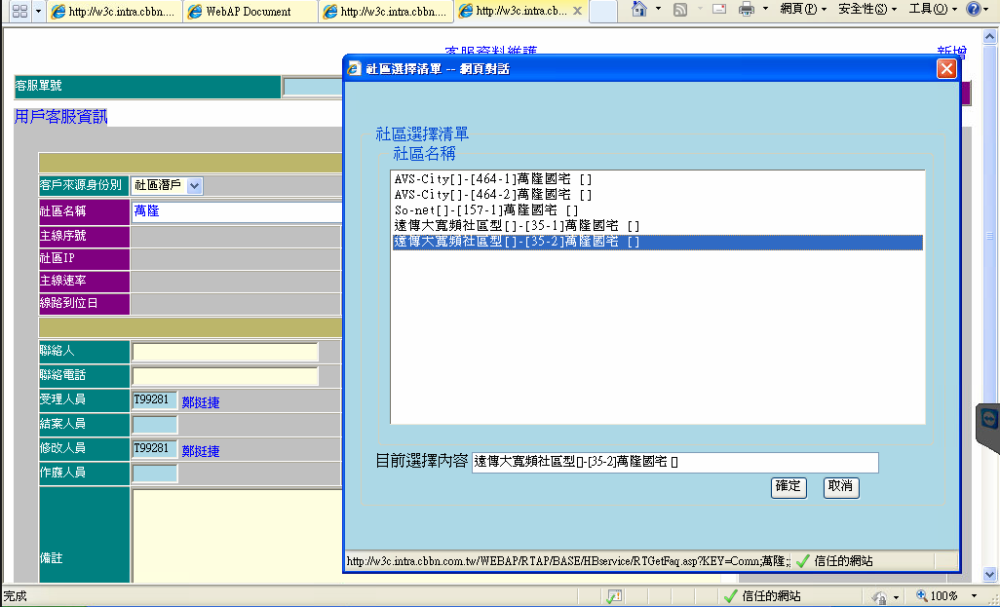 http://w3c.intra.cbbn....
WebAP Document
http://w3c.intra.cbbn....
http://w3c.intra.cb...
網頁(P)
安全性(S)
工具(O)
客服資料維護
新增
社區選擇清單 -- 網頁對話
客服單號
用戶客服資訊
社區選擇清單
社區名稱
AVS-City[]-[464-1]萬隆國宅 []
AVS-City[]-[464-2]萬隆國宅 []
So-net[]-[157-1]萬隆國宅 []
遠傳大寬頻社區型[]-[35-1]萬隆國宅 []
遠傳大寬頻社區型[]-[35-2]萬隆國宅 []
客戶來源身份別 社區潛戶
社區名稱 萬隆
主線序號
社區IP
主線速率
線路到位日
聯絡人
聯絡電話
受理人員 T99281 鄭挺捷
結案人員
修改人員 T99281 鄭挺捷
作廢人員
備註
目前選擇內容 遠傳大寬頻社區型[]-[35-2]萬隆國宅 []
確定 取消
http://w3c.intra.cbbn.com.tw/WEBAP/RTAP/BASE/HBservice/RTGetFaq.asp?KEY=Comn;萬隆;; 信任的網站
完成
信任的網站
100%